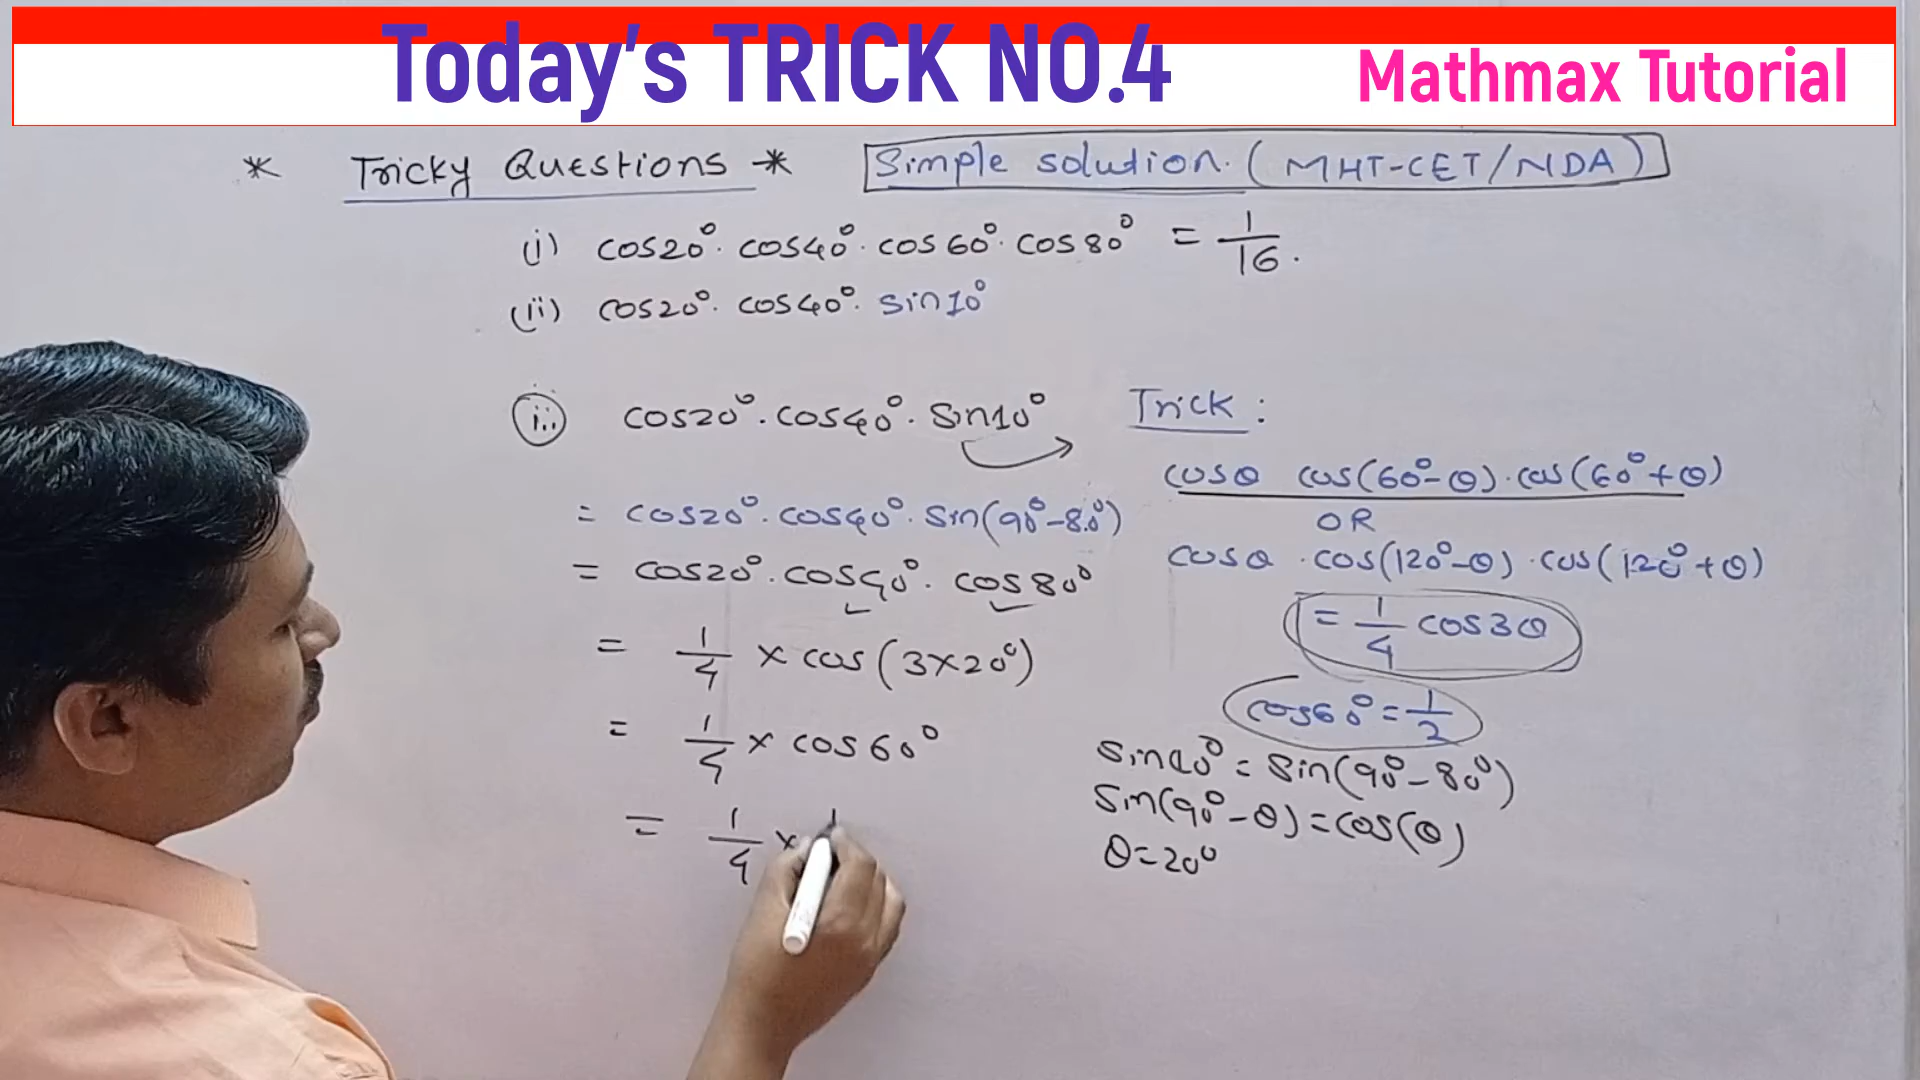 Today's TRICK NO.4
Mathmax Tutorial
* Tricky Questions * Simple solution. (MHT-CET/NDA)
(i) cos20°. cos40°. cos60°. cos80° = 1/16.
(ii) cos20°. cos40°. sin10°
ii cos20°. cos40°. sin10°
= cos20°. cos40°. sin(90°-80°)
= cos20°. cos40°. cos80°
= 1/4 × cos(3×20°)
= 1/4 × cos60°
= 1/4 × 1
Trick :
cosθ cos(60°-θ). cos(60°+θ)
OR
cosθ . cos(120°-θ) . cos(120°+θ)
= 1/4 cos3θ
cos60° = 1/2
sin10° = sin(90°-80°)
sin(90°-θ) = cos(θ)
θ=20°